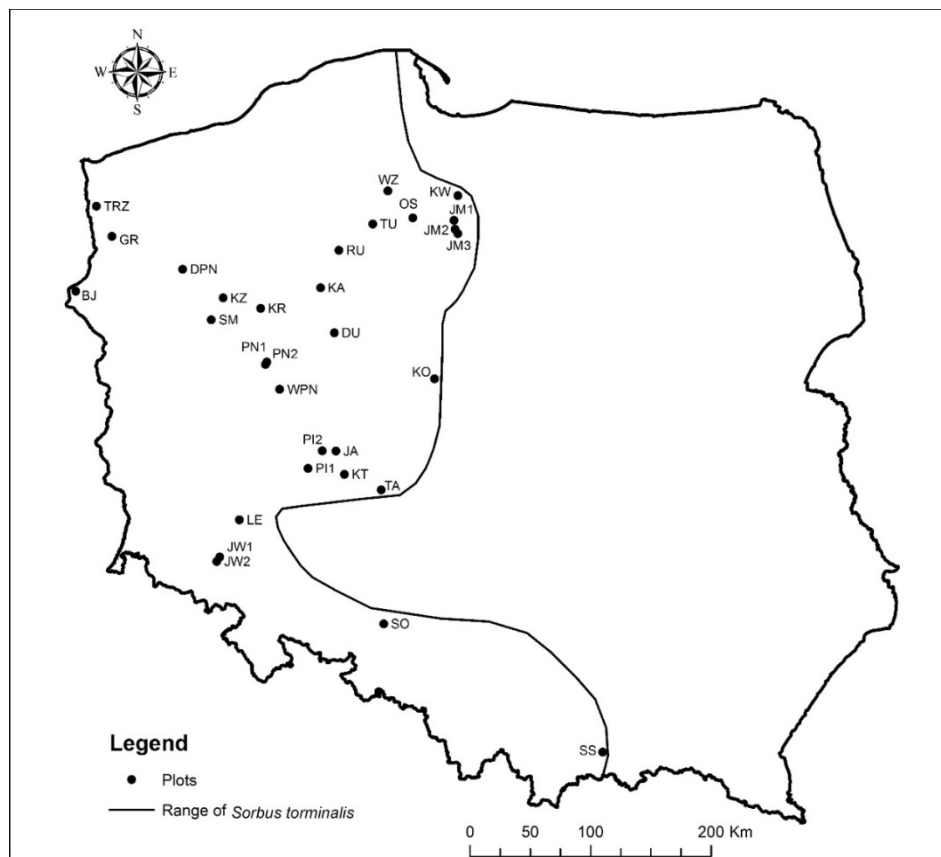 N
W E
S
WZ
KW
TRZ
OS
JM1
TU
JM2
GR
JM3
RU
DPN
KA
BJ
KZ
KR
SM
DU
PN1 PN2
KO
WPN
PI2 JA
PI1 KT
TA
LE
JW1
JW2
SO
SS
Legend
Plots
Range of Sorbus torminalis
0 50 100 200 Km